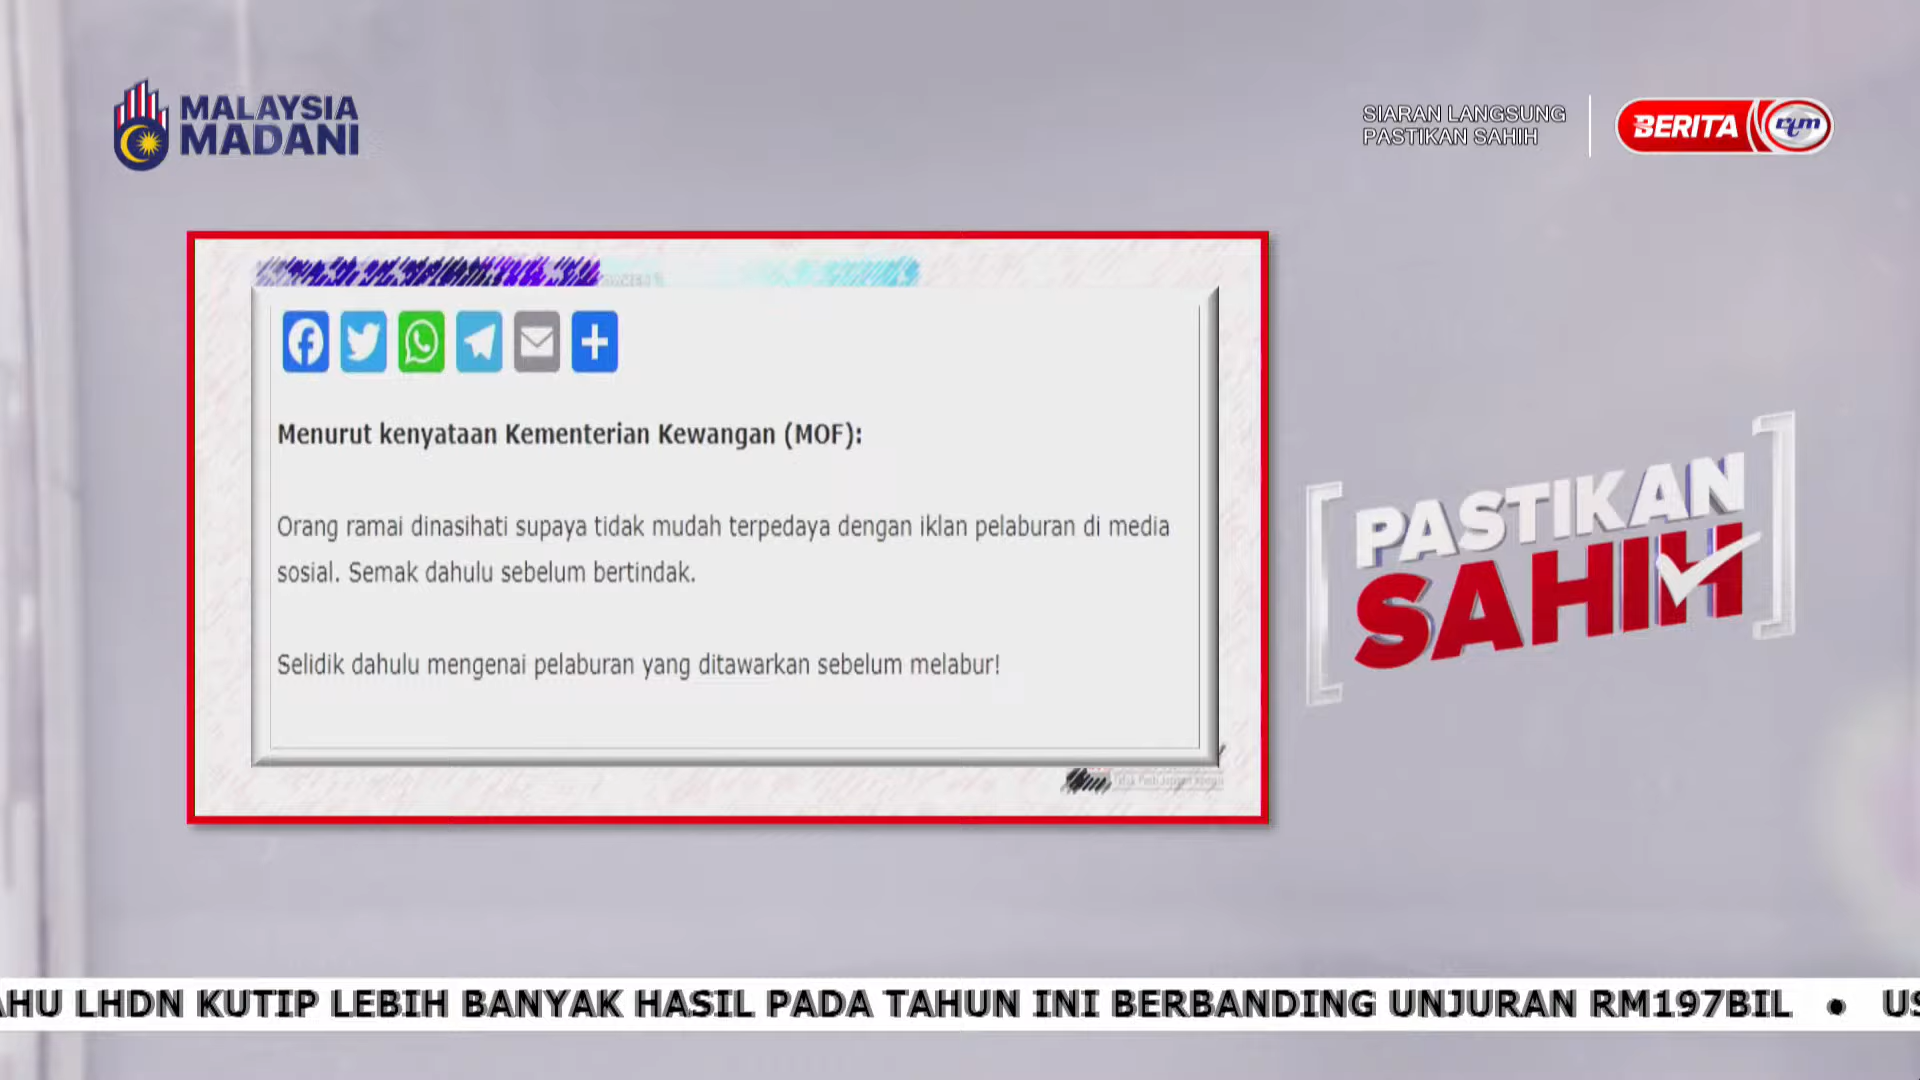 MALAYSIA
MADANI
SIARAN LANGSUNG
PASTIKAN SAHIH
BERITA rtm
Menurut kenyataan Kementerian Kewangan (MOF):
Orang ramai dinasihati supaya tidak mudah terpedaya dengan iklan pelaburan di media
sosial. Semak dahulu sebelum bertindak.
Selidik dahulu mengenai pelaburan yang ditawarkan sebelum melabur!
PASTIKAN
SAHIH
AHU LHDN KUTIP LEBIH BANYAK HASIL PADA TAHUN INI BERBANDING UNJURAN RM197BIL • US